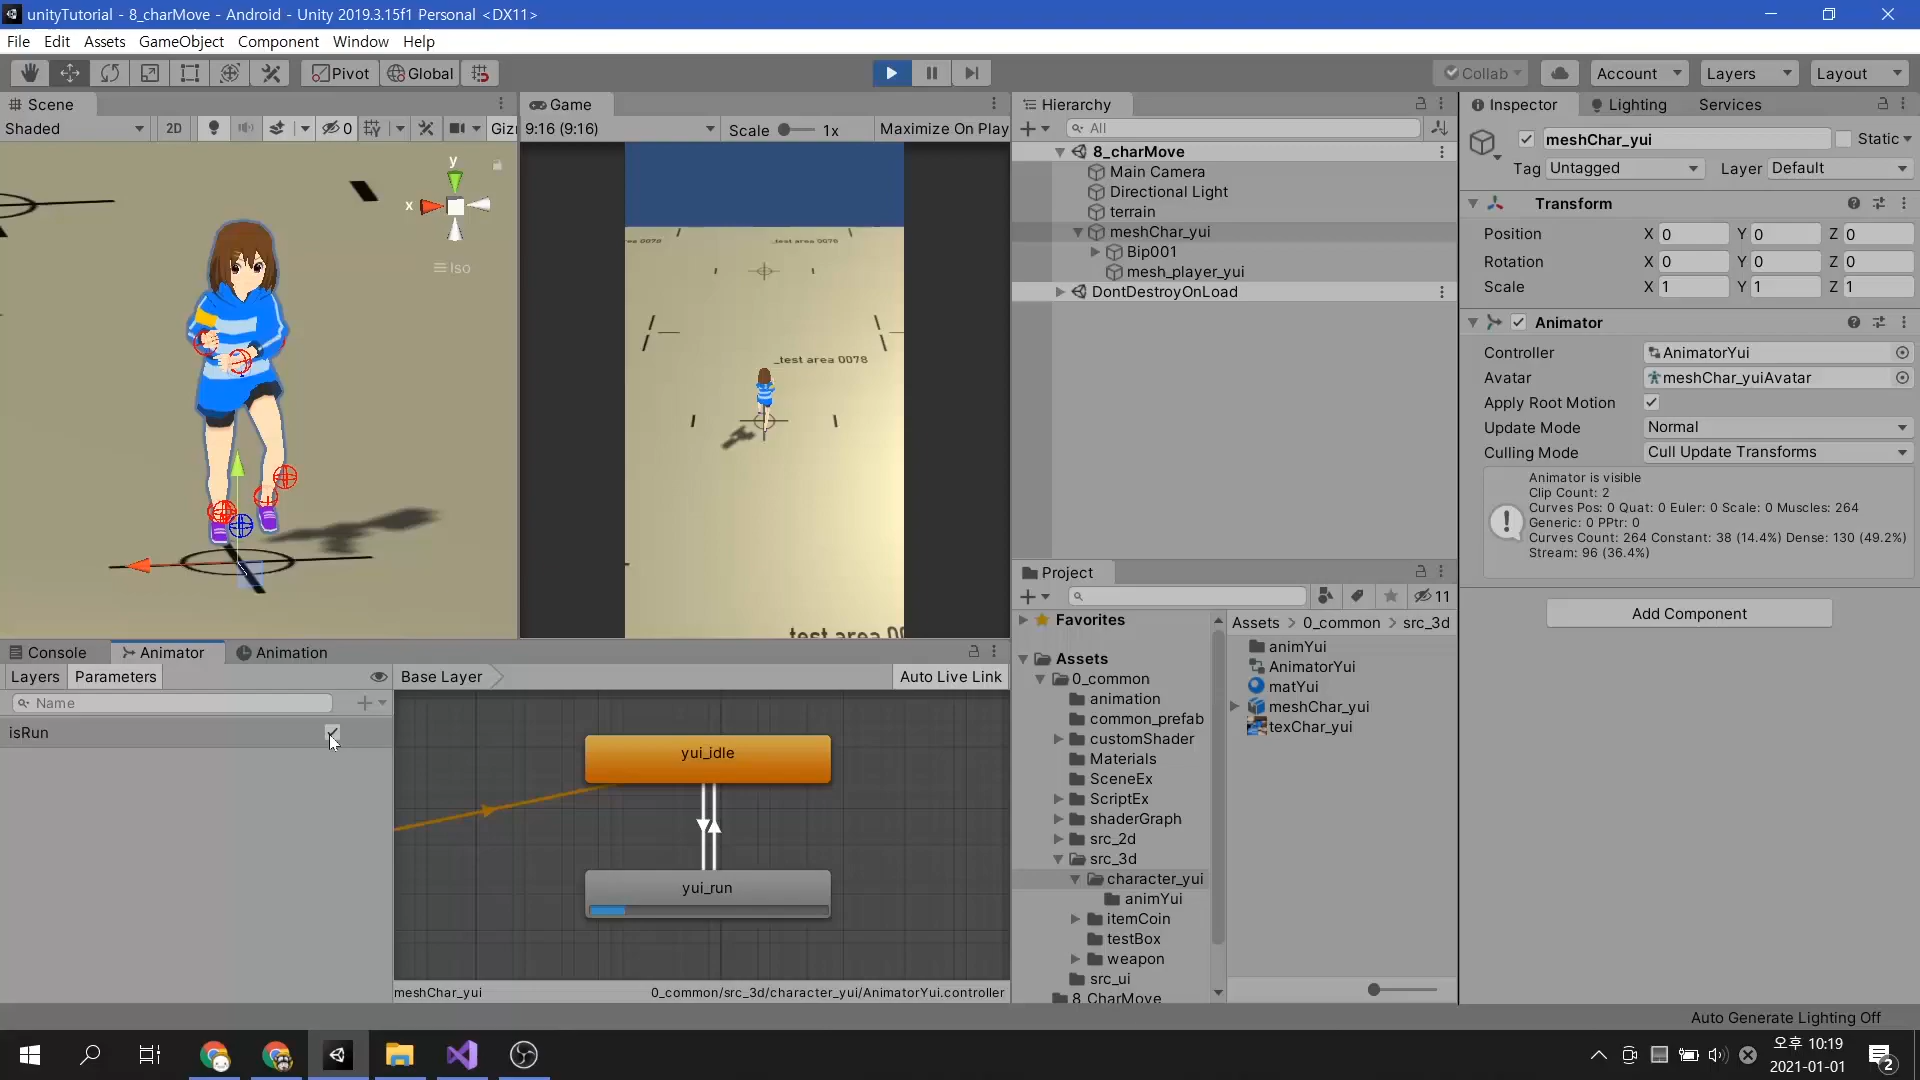 unityTutorial - 8_charMove - Android - Unity 2019.3.15f1 Personal <DX11>
File Edit Assets GameObject Component Window Help
Pivot Global Collab Account Layers Layout
Scene
Shaded 2D 0 Giz
y
x
Iso
Game
9:16 (9:16) Scale 1x Maximize On Play
_test area 0078
_test area 0078
test area 00
Hierarchy
All
8_charMove
Main Camera
Directional Light
terrain
meshChar_yui
Bip001
mesh_player_yui
DontDestroyOnLoad
Inspector Lighting Services
meshChar_yui Static
Tag Untagged Layer Default
Transform
Position X 0 Y 0 Z 0
Rotation X 0 Y 0 Z 0
Scale X 1 Y 1 Z 1
Animator
Controller AnimatorYui
Avatar meshChar_yuiAvatar
Apply Root Motion
Update Mode Normal
Culling Mode Cull Update Transforms
Animator is visible
Clip Count: 2
Curves Pos: 0 Quat: 0 Euler: 0 Scale: 0 Muscles: 264
Generic: 0 PPtr: 0
Curves Count: 264 Constant: 38 (14.4%) Dense: 130 (49.2%)
Stream: 96 (36.4%)
Add Component
Console Animator Animation
Layers Parameters Base Layer Auto Live Link
Name
isRun
yui_idle
yui_run
meshChar_yui 0_common/src_3d/character_yui/AnimatorYui.controller
Project
11
Favorites
Assets
0_common
animation
common_prefab
customShader
Materials
SceneEx
ScriptEx
shaderGraph
src_2d
src_3d
character_yui
animYui
itemCoin
testBox
weapon
src_ui
8_CharMove
Assets > 0_common > src_3d
animYui
AnimatorYui
matYui
meshChar_yui
texChar_yui
Auto Generate Lighting Off
오후 10:19
2021-01-01
2